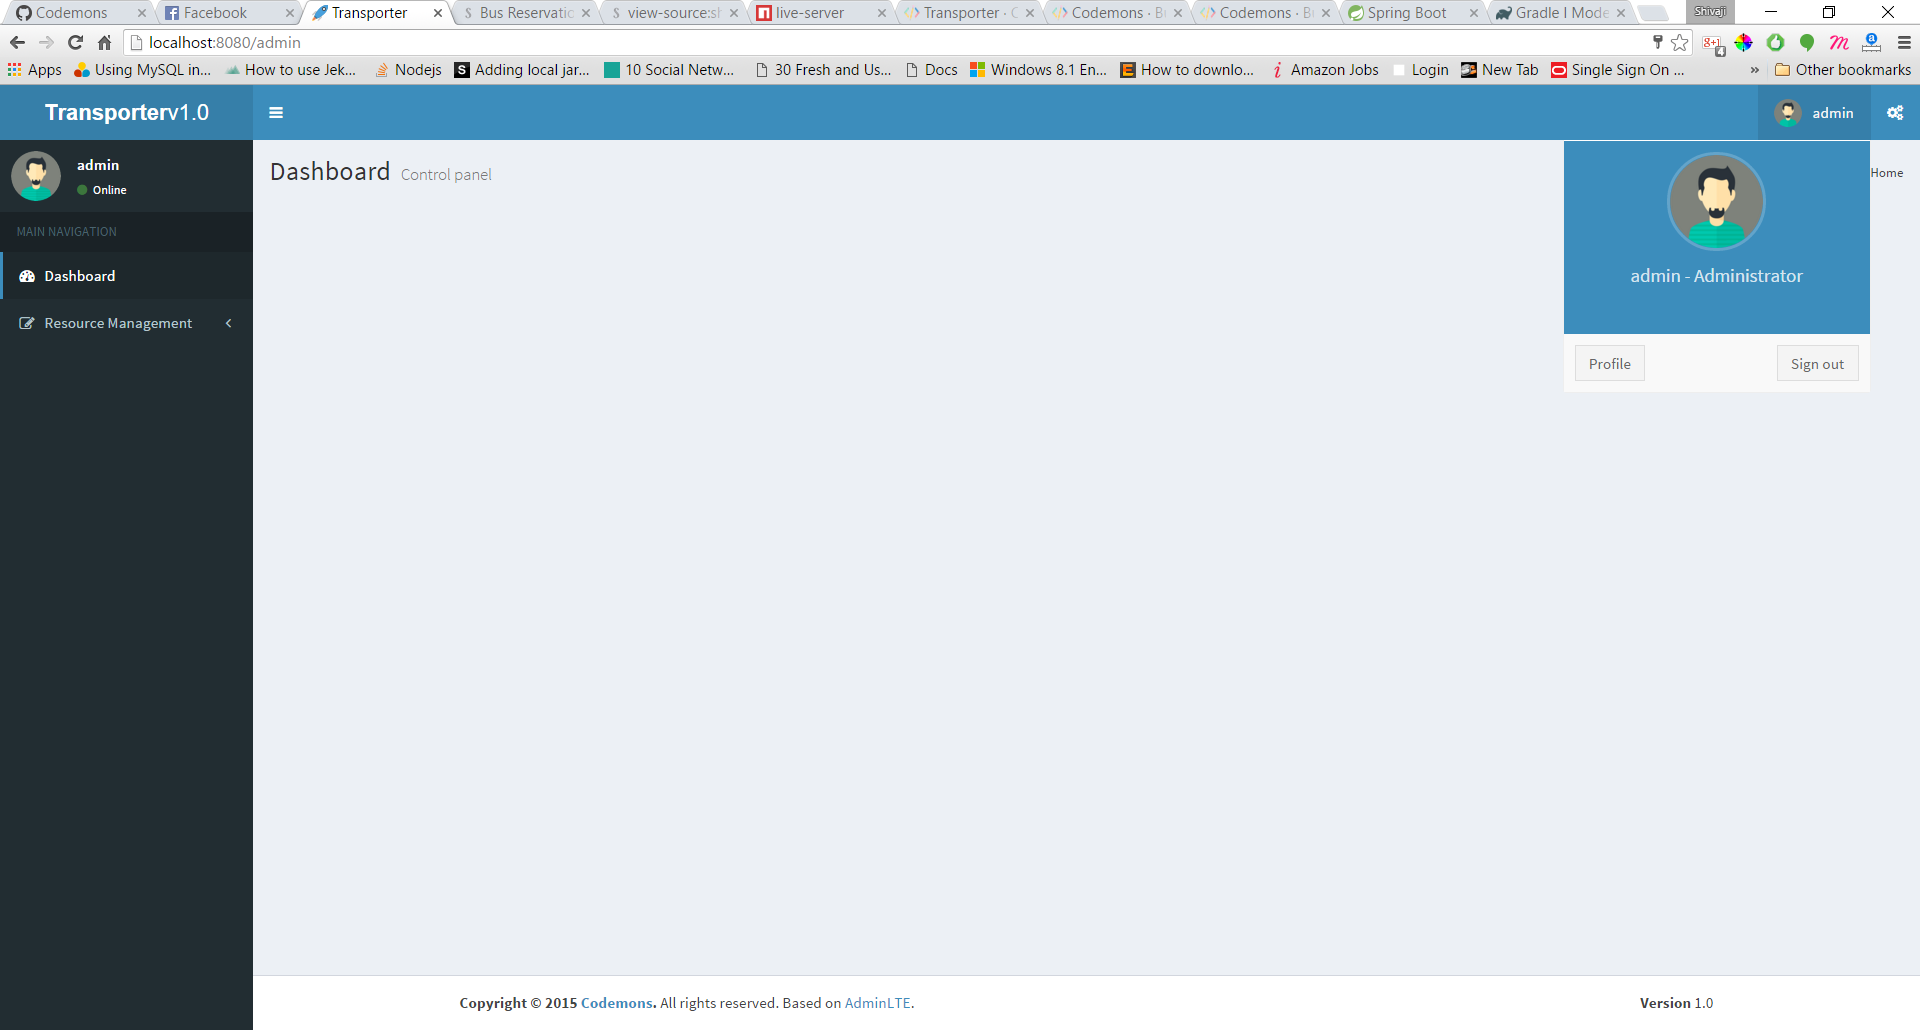 Codemons Facebook Transporter Bus Reservatic view-source:sh live-server Transporter · C Codemons · Bi Codemons · Bi Spring Boot Gradle I Mode Shivaji
localhost:8080/admin
Apps Using MySQL in... How to use Jek... Nodejs Adding local jar... 10 Social Netw... 30 Fresh and Us... Docs Windows 8.1 En... How to downlo... Amazon Jobs Login New Tab Single Sign On ... » Other bookmarks
Transporterv1.0 admin
admin
Online
Dashboard Control panel
Home
MAIN NAVIGATION
Dashboard
Resource Management
admin - Administrator
Profile Sign out
Copyright © 2015 Codemons. All rights reserved. Based on AdminLTE. Version 1.0